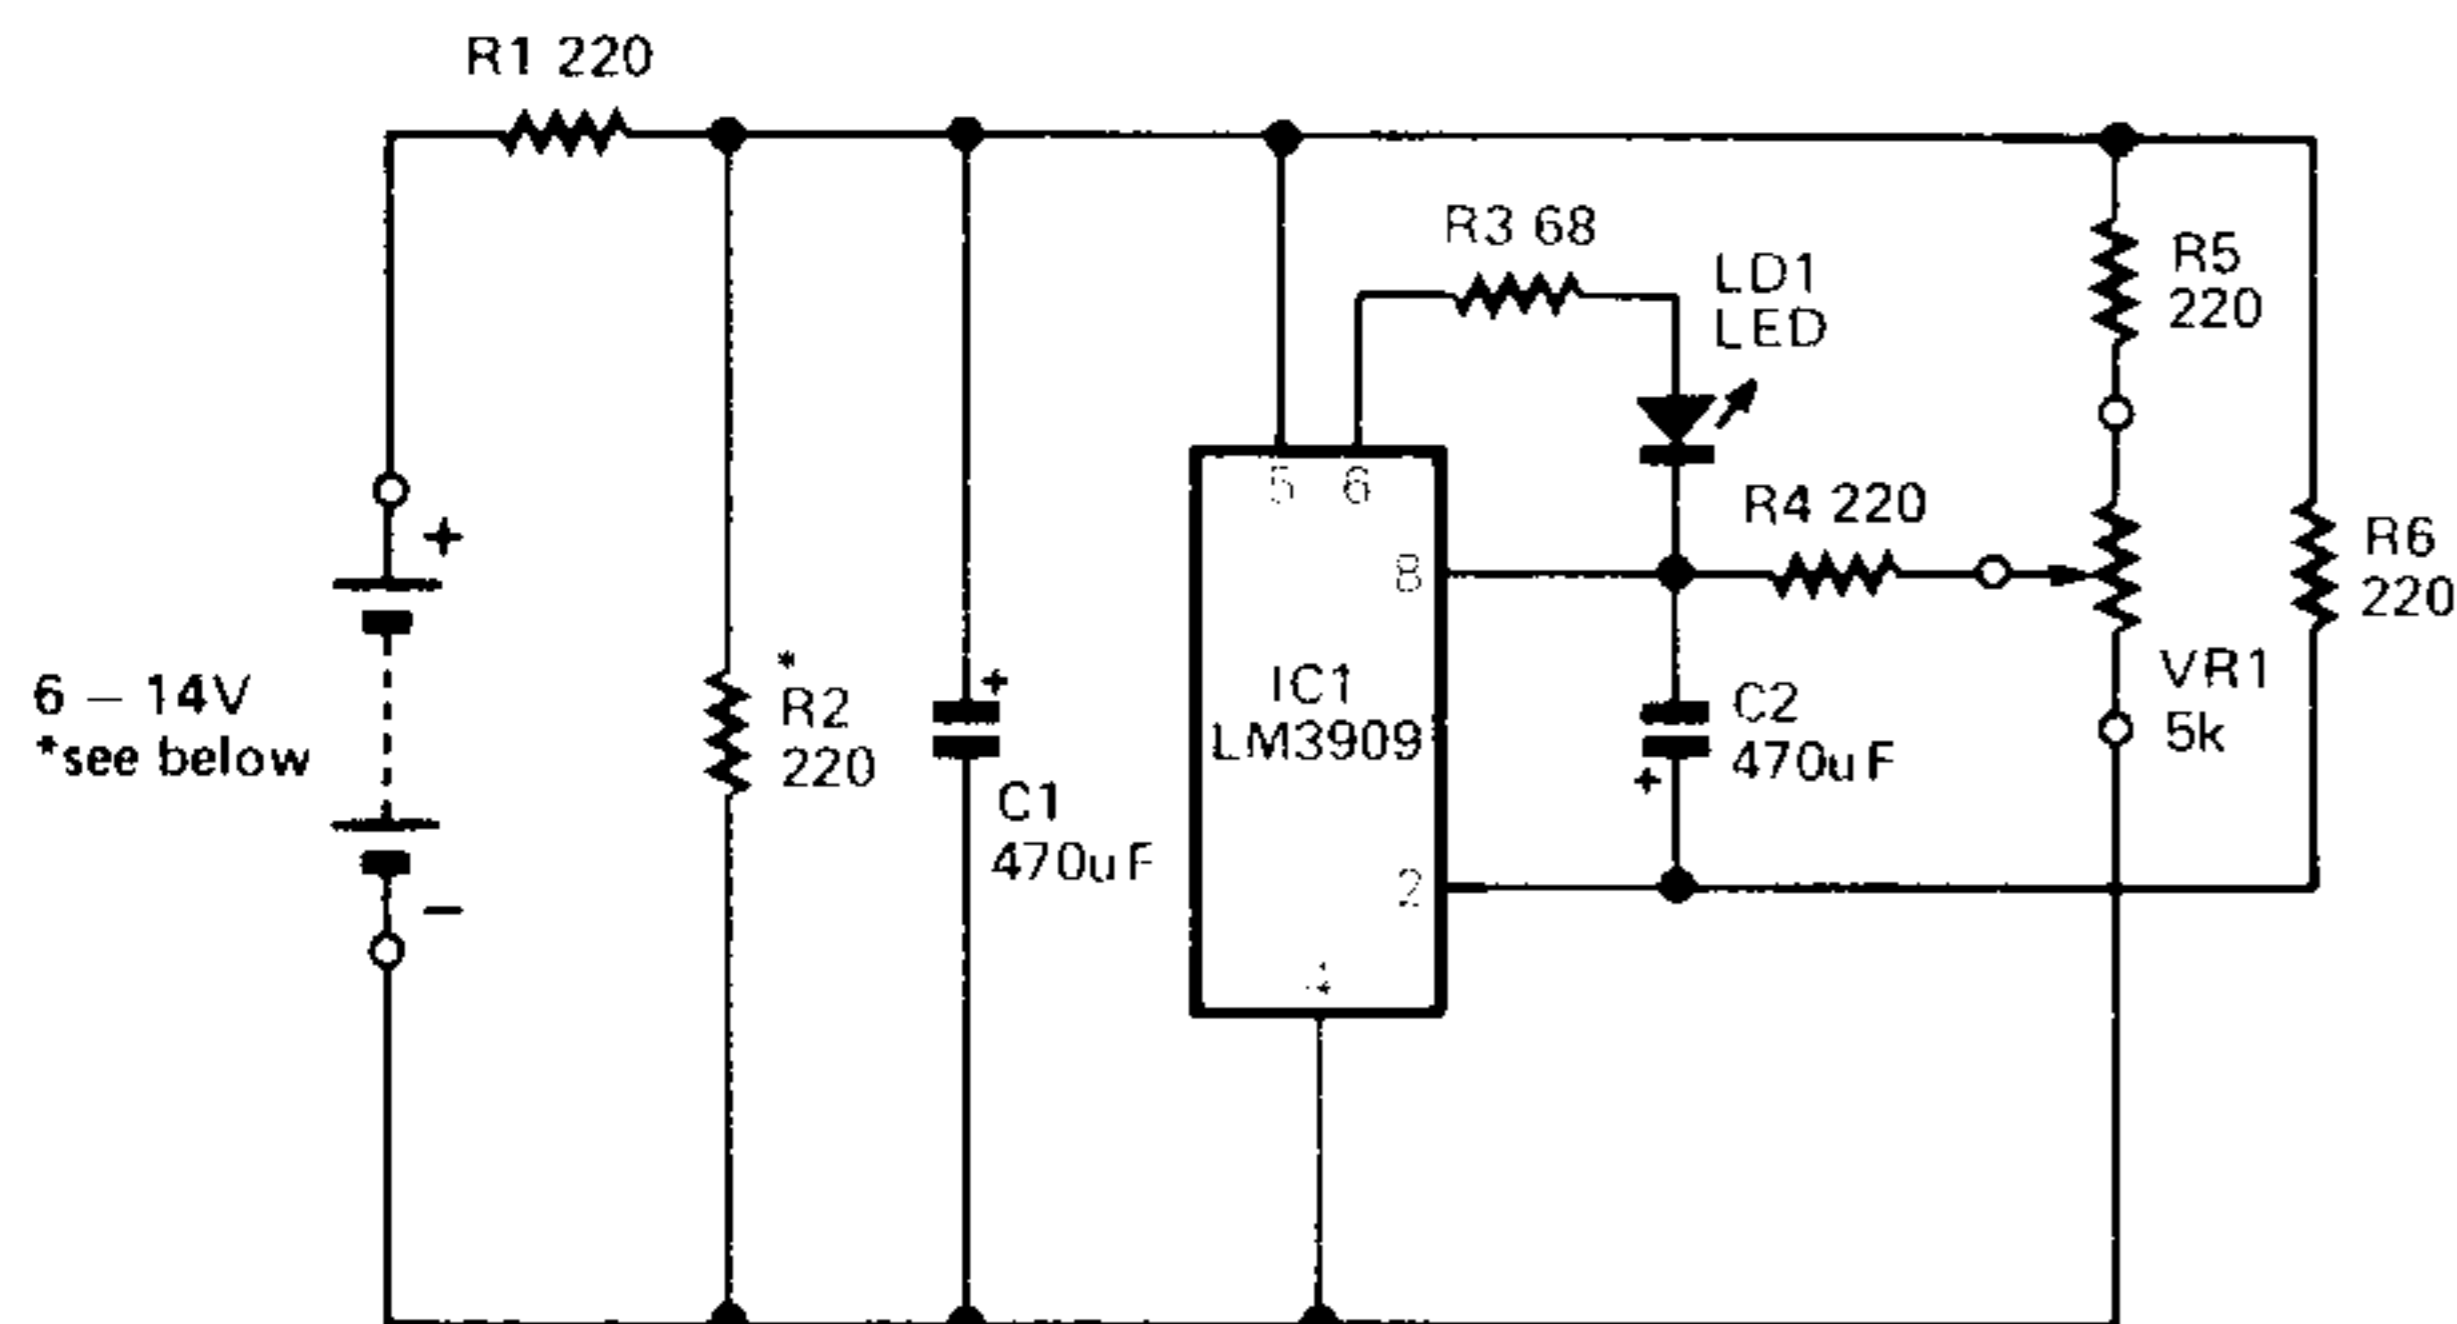 R1 220
R3 68
LD1
LED
R5
220
5 6
R4 220
8
R6
220
+
6 – 14V
*see below
*
R2
220
+
C1
470uF
IC1
LM3909
C2
470uF
+
VR1
5k
2
–
4